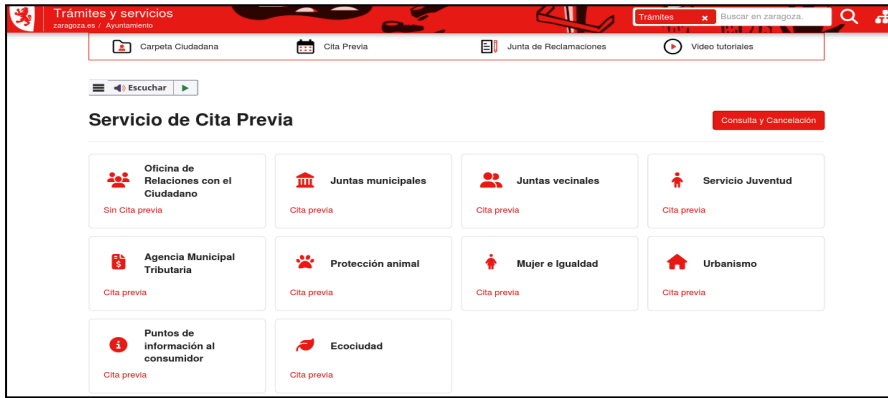 Trámites y servicios
zaragoza.es / Ayuntamiento
Trámites x Buscar en zaragoza.
Carpeta Ciudadana
Cita Previa
Junta de Reclamaciones
Video tutoriales
Escuchar
Servicio de Cita Previa
Consulta y Cancelación
Oficina de
Relaciones con el
Ciudadano
Sin Cita previa
Juntas municipales
Cita previa
Juntas vecinales
Cita previa
Servicio Juventud
Cita previa
Agencia Municipal
Tributaria
Cita previa
Protección animal
Cita previa
Mujer e Igualdad
Cita previa
Urbanismo
Cita previa
Puntos de
información al
consumidor
Cita previa
Ecociudad
Cita previa